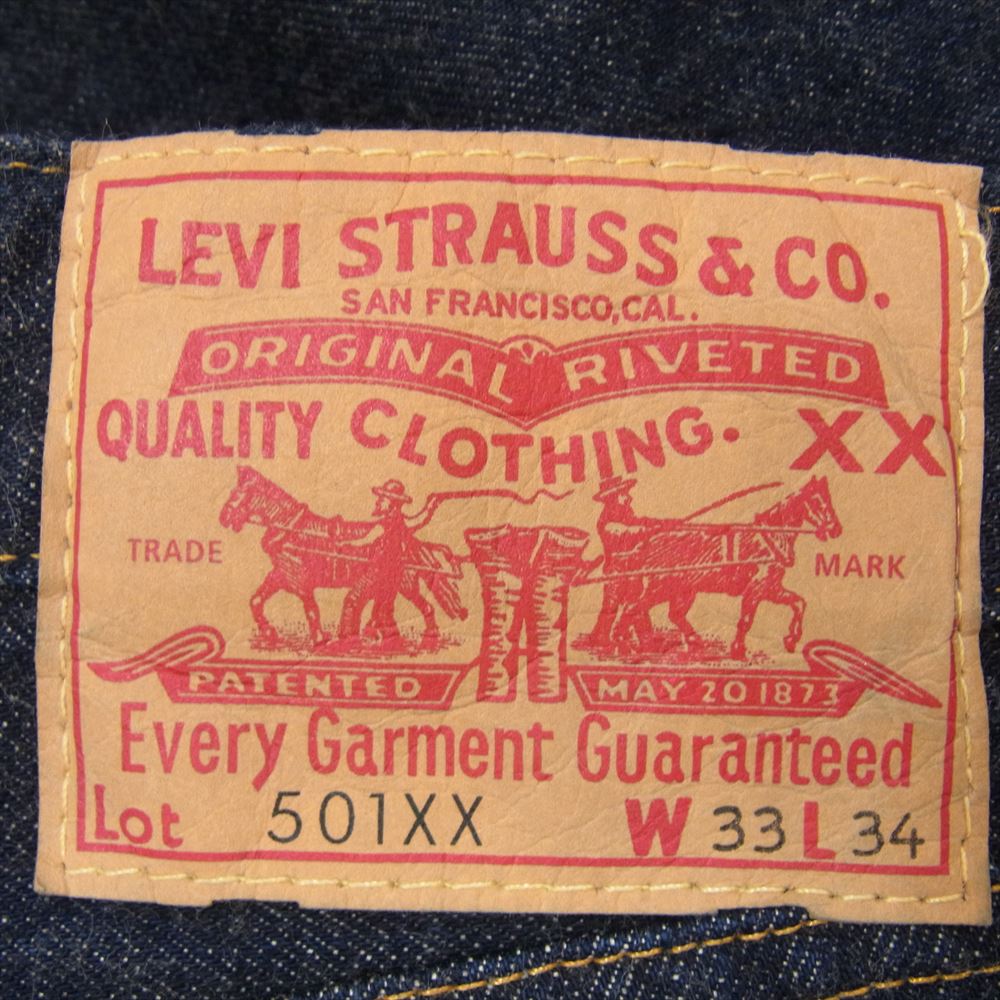 LEVI STRAUSS & CO.
SAN FRANCISCO, CAL.
ORIGINAL RIVETED
QUALITY CLOTHING. XX
TRADE MARK
PATENTED MAY 20 1873
Every Garment Guaranteed
Lot 501XX W 33 L 34